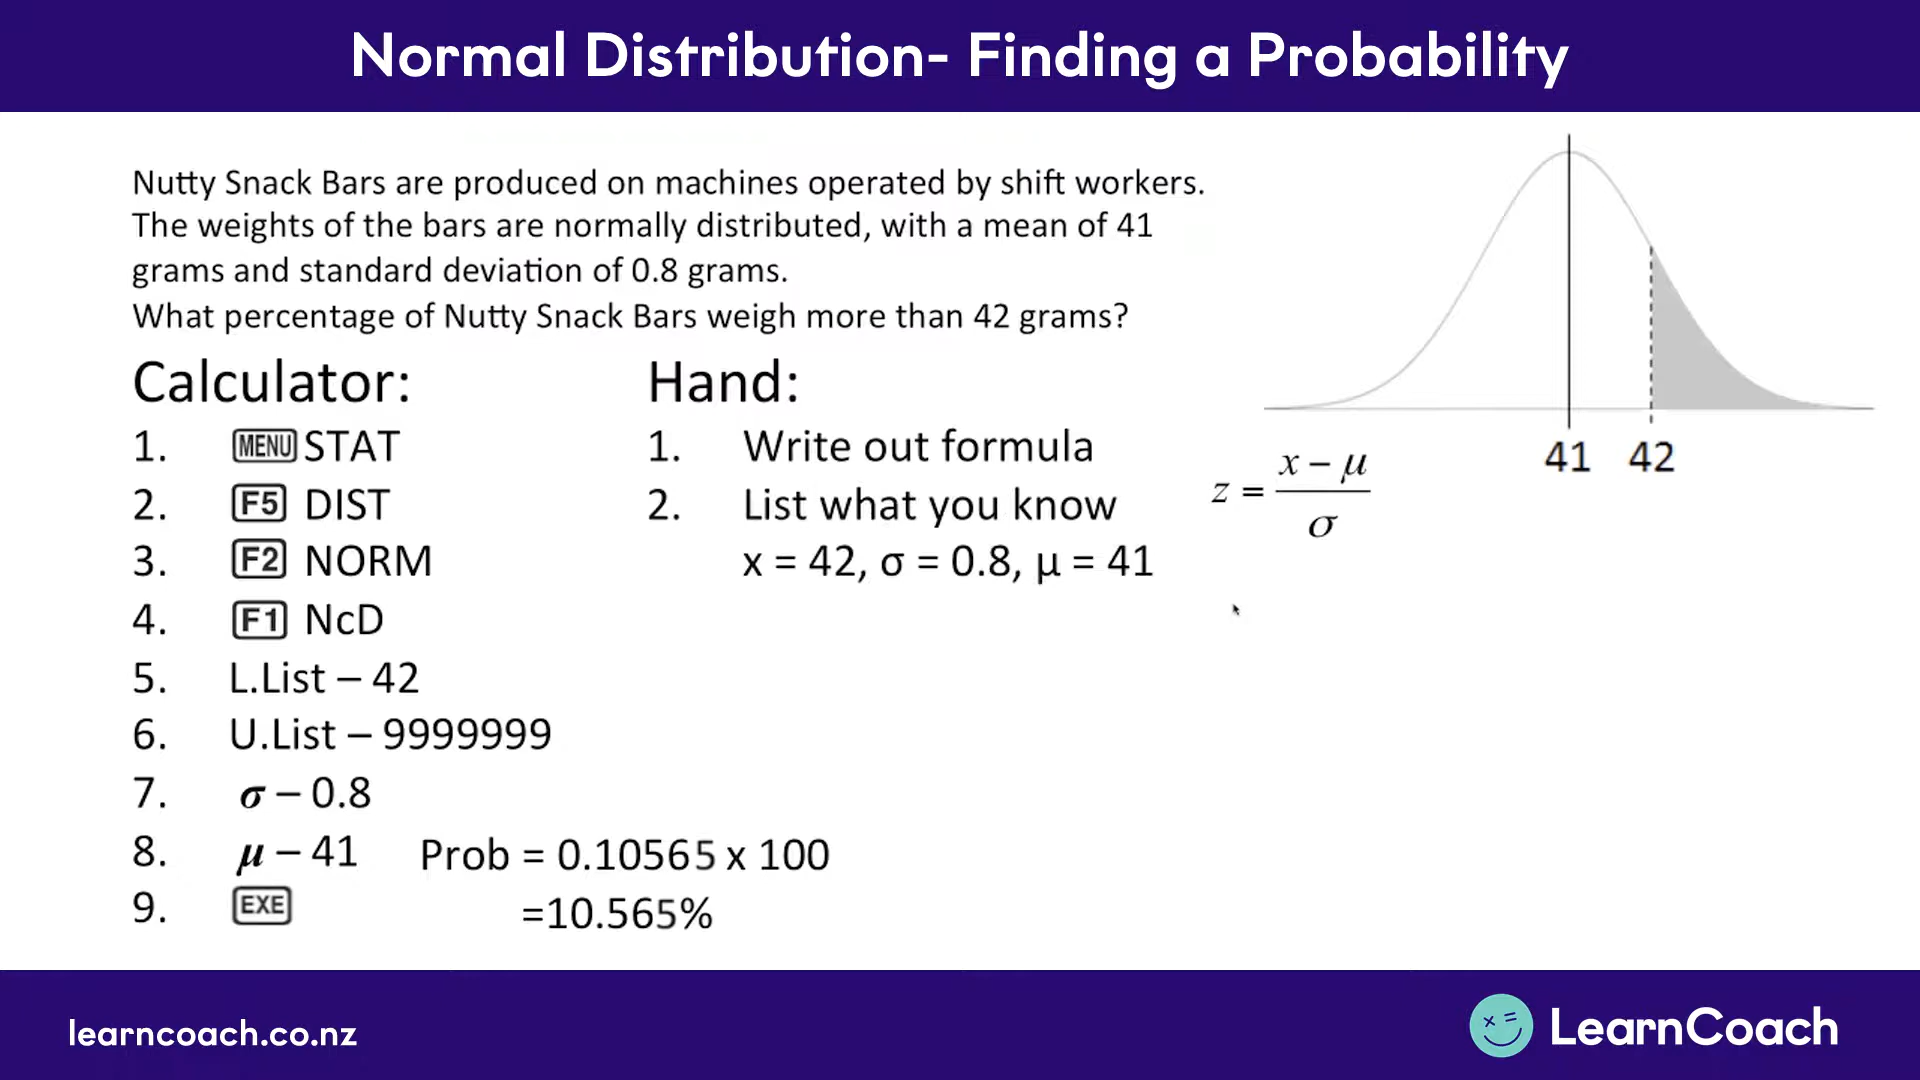 Normal Distribution- Finding a Probability
Nutty Snack Bars are produced on machines operated by shift workers.
The weights of the bars are normally distributed, with a mean of 41
grams and standard deviation of 0.8 grams.
What percentage of Nutty Snack Bars weigh more than 42 grams?
Calculator:
1. MENU STAT
2. F5 DIST
3. F2 NORM
4. F1 NcD
5. L.List – 42
6. U.List – 9999999
7. σ – 0.8
8. μ – 41
9. EXE
Prob = 0.10565 x 100
=10.565%
Hand:
1. Write out formula
2. List what you know
x = 42, σ = 0.8, μ = 41
z = (x − μ) / σ
41 42
learncoach.co.nz
LearnCoach